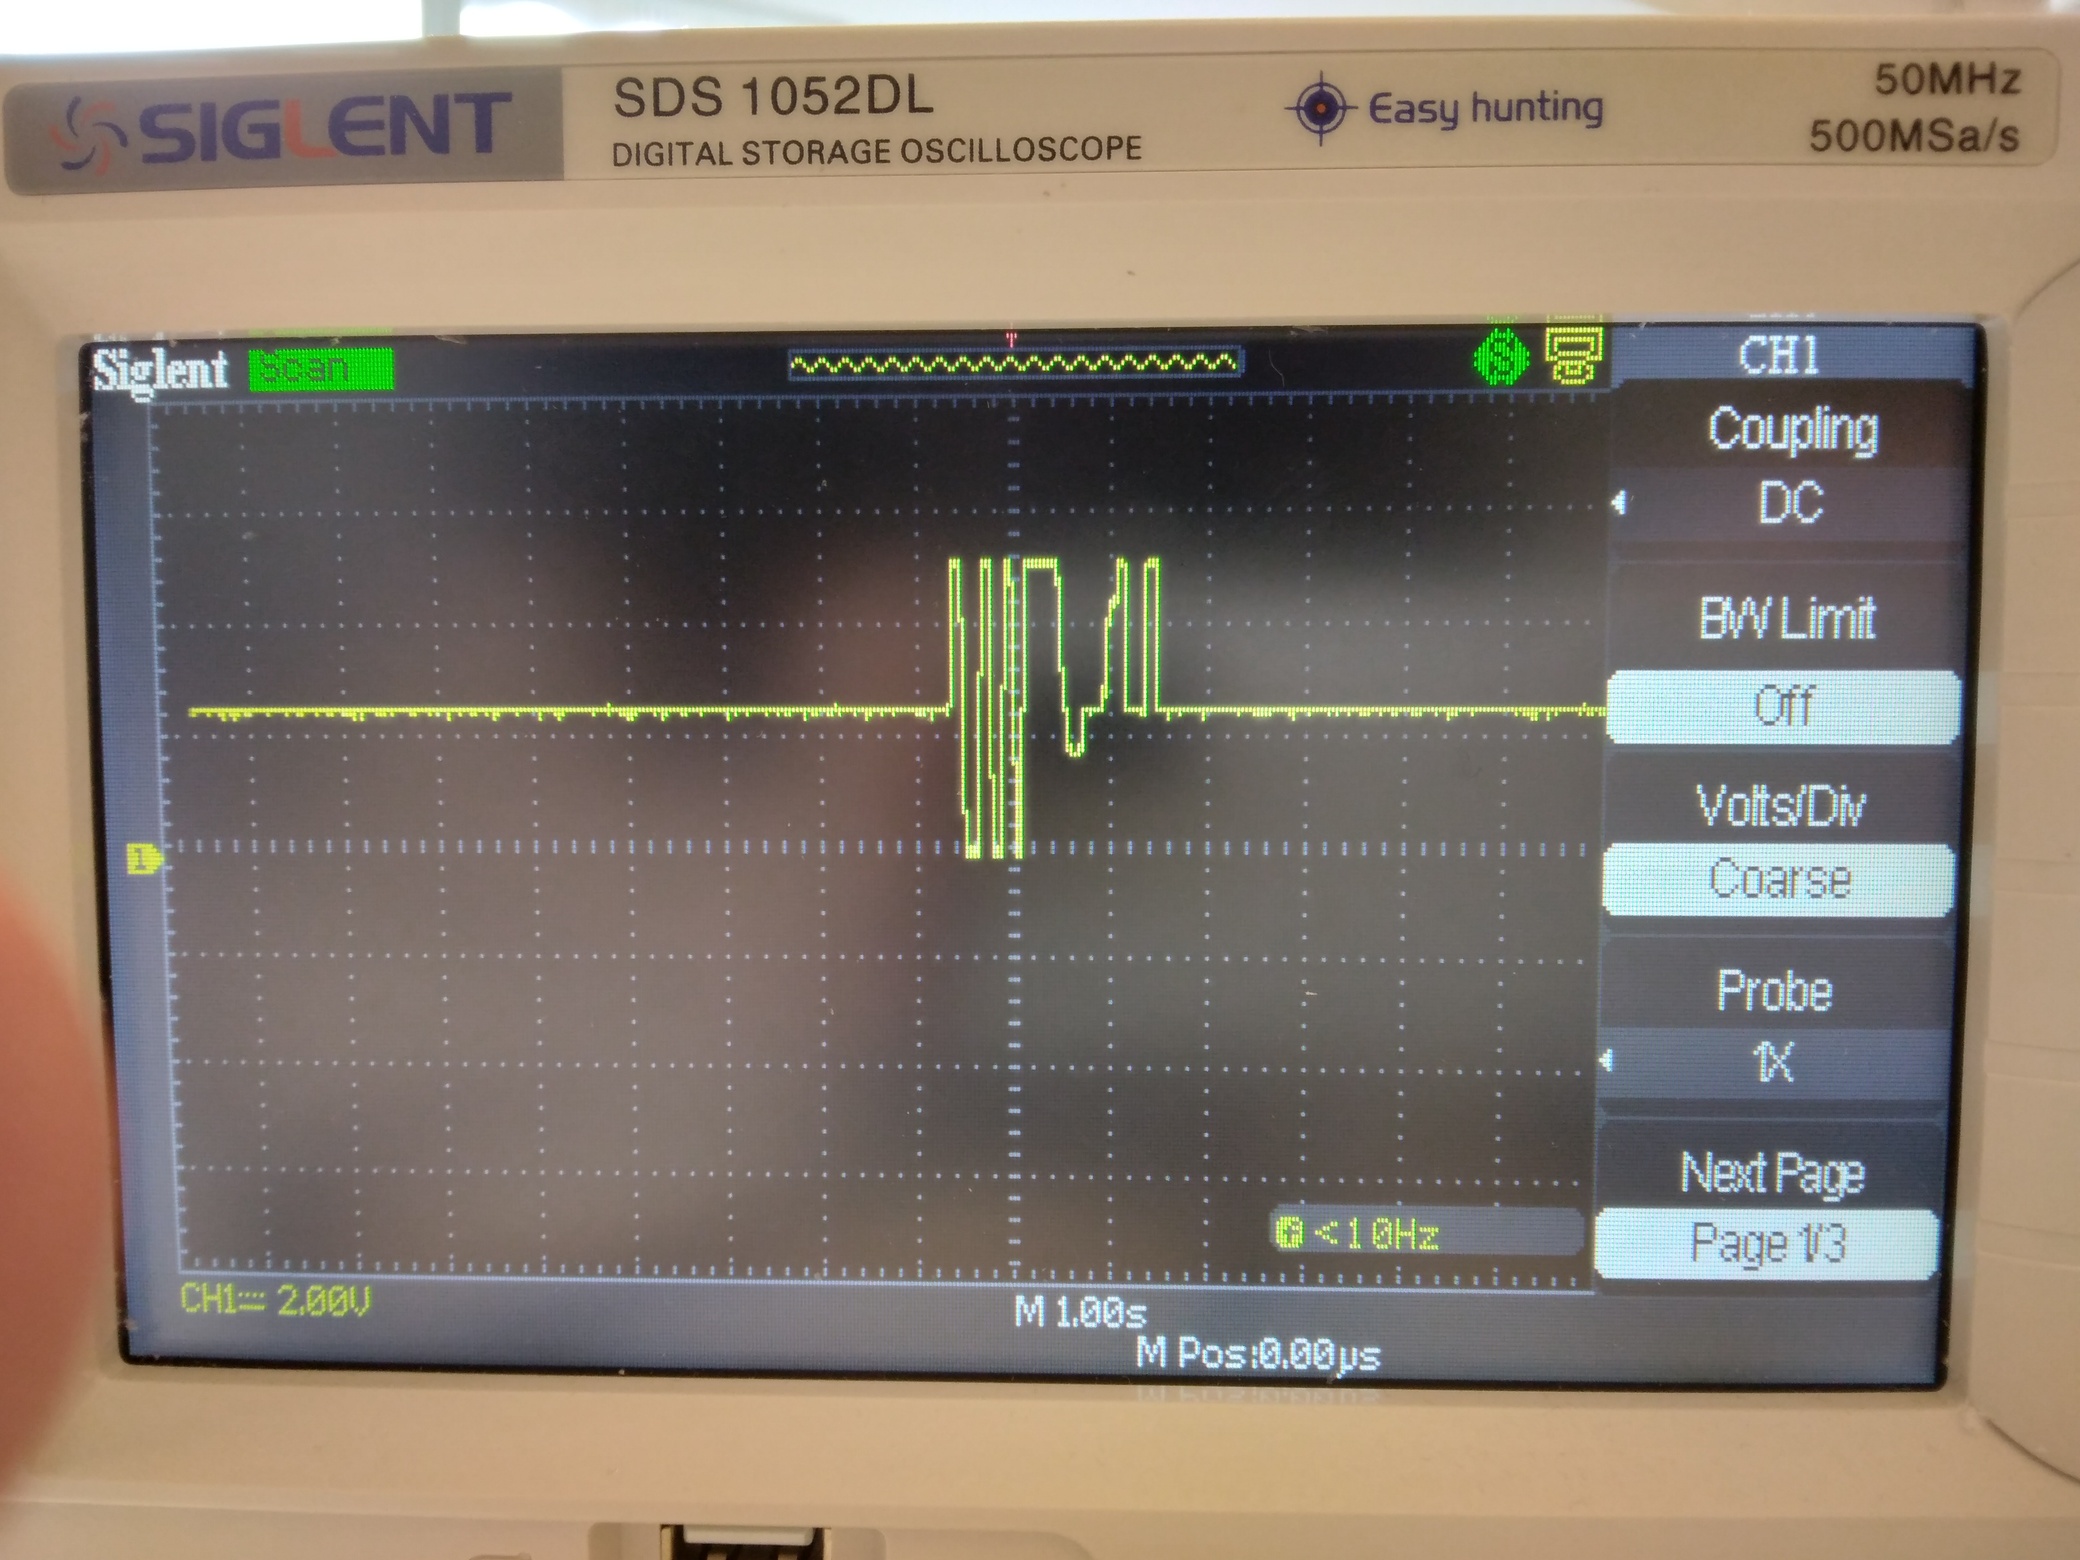 SIGLENT
SDS 1052DL
DIGITAL STORAGE OSCILLOSCOPE
Easy hunting
50MHz
500MSa/s
Siglent
Scan
T
S
CH1
Coupling
DC
BW Limit
Off
Volts/Div
Coarse
1
Probe
1X
Next Page
Page 1/3
<10Hz
CH1 2.00V
M 1.00s
M Pos:0.00µs